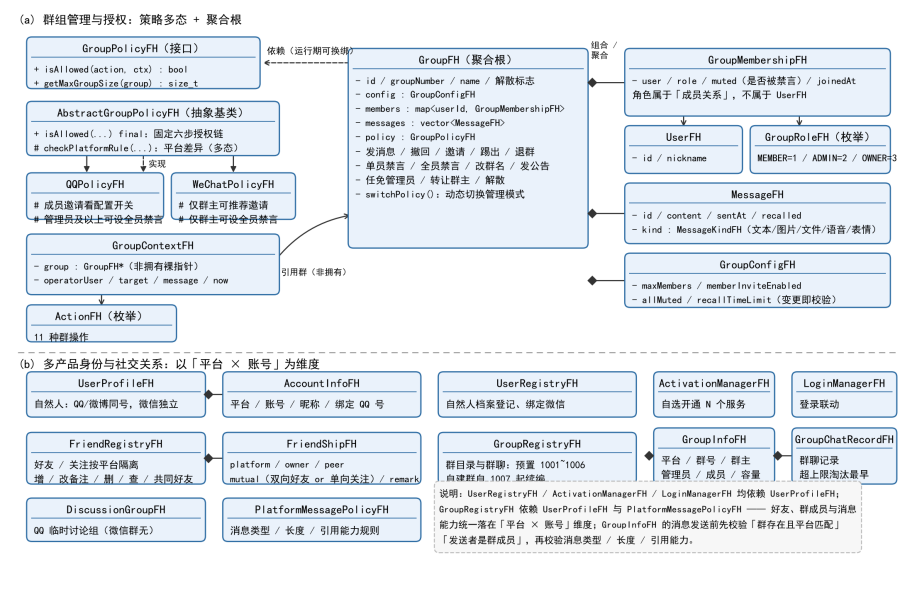 (a) 群组管理与授权：策略多态 + 聚合根
GroupPolicyFH（接口）
+ isAllowed(action, ctx) : bool
+ getMaxGroupSize(group) : size_t
依赖（运行期可换绑）
AbstractGroupPolicyFH（抽象基类）
+ isAllowed(...) final：固定六步授权链
# checkPlatformRule(...)：平台差异（多态）
实现
QQPolicyFH
# 成员邀请看配置开关
# 管理员及以上可设全员禁言
WeChatPolicyFH
# 仅群主可推荐邀请
# 仅群主可设全员禁言
GroupContextFH
- group : GroupFH*（非拥有裸指针）
- operatorUser / target / message / now
引用群（非拥有）
ActionFH（枚举）
11 种群操作
GroupFH（聚合根）
- id / groupNumber / name / 解散标志
- config : GroupConfigFH
- members : map<userId, GroupMembershipFH>
- messages : vector<MessageFH>
- policy : GroupPolicyFH
- 发消息 / 撤回 / 邀请 / 踢出 / 退群
单员禁言 / 全员禁言 / 改群名 / 发公告
- 任免管理员 / 转让群主 / 解散
- switchPolicy()：动态切换管理模式
组合 /
聚合
GroupMembershipFH
- user / role / muted（是否被禁言）/ joinedAt
角色属于「成员关系」，不属于 UserFH
UserFH
- id / nickname
GroupRoleFH（枚举）
MEMBER=1 / ADMIN=2 / OWNER=3
MessageFH
- id / content / sentAt / recalled
- kind : MessageKindFH（文本/图片/文件/语音/表情）
GroupConfigFH
- maxMembers / memberInviteEnabled
- allMuted / recallTimeLimit（变更即校验）
(b) 多产品身份与社交关系：以「平台 × 账号」为维度
UserProfileFH
自然人：QQ/微博同号，微信独立
AccountInfoFH
平台 / 账号 / 昵称 / 绑定 QQ 号
UserRegistryFH
自然人档案登记、绑定微信
ActivationManagerFH
自选开通 N 个服务
LoginManagerFH
登录联动
FriendRegistryFH
好友 / 关注按平台隔离
增 / 改备注 / 删 / 查 / 共同好友
FriendShipFH
platform / owner / peer
mutual（双向好友 or 单向关注）/ remark
GroupRegistryFH
群目录与群聊：预置 1001~1006
自建群自 1007 起续编
GroupInfoFH
平台 / 群号 / 群主
管理员 / 成员 / 容量
GroupChatRecordFH
群聊记录
超上限淘汰最早
DiscussionGroupFH
QQ 临时讨论组（微信群无）
PlatformMessagePolicyFH
消息类型 / 长度 / 引用能力规则
说明：UserRegistryFH / ActivationManagerFH / LoginManagerFH 均依赖 UserProfileFH；
GroupRegistryFH 依赖 UserProfileFH 与 PlatformMessagePolicyFH —— 好友、群成员与消息
能力统一落在「平台 × 账号」维度；GroupInfoFH 的消息发送前先校验「群存在且平台匹配」
「发送者是群成员」，再校验消息类型 / 长度 / 引用能力。